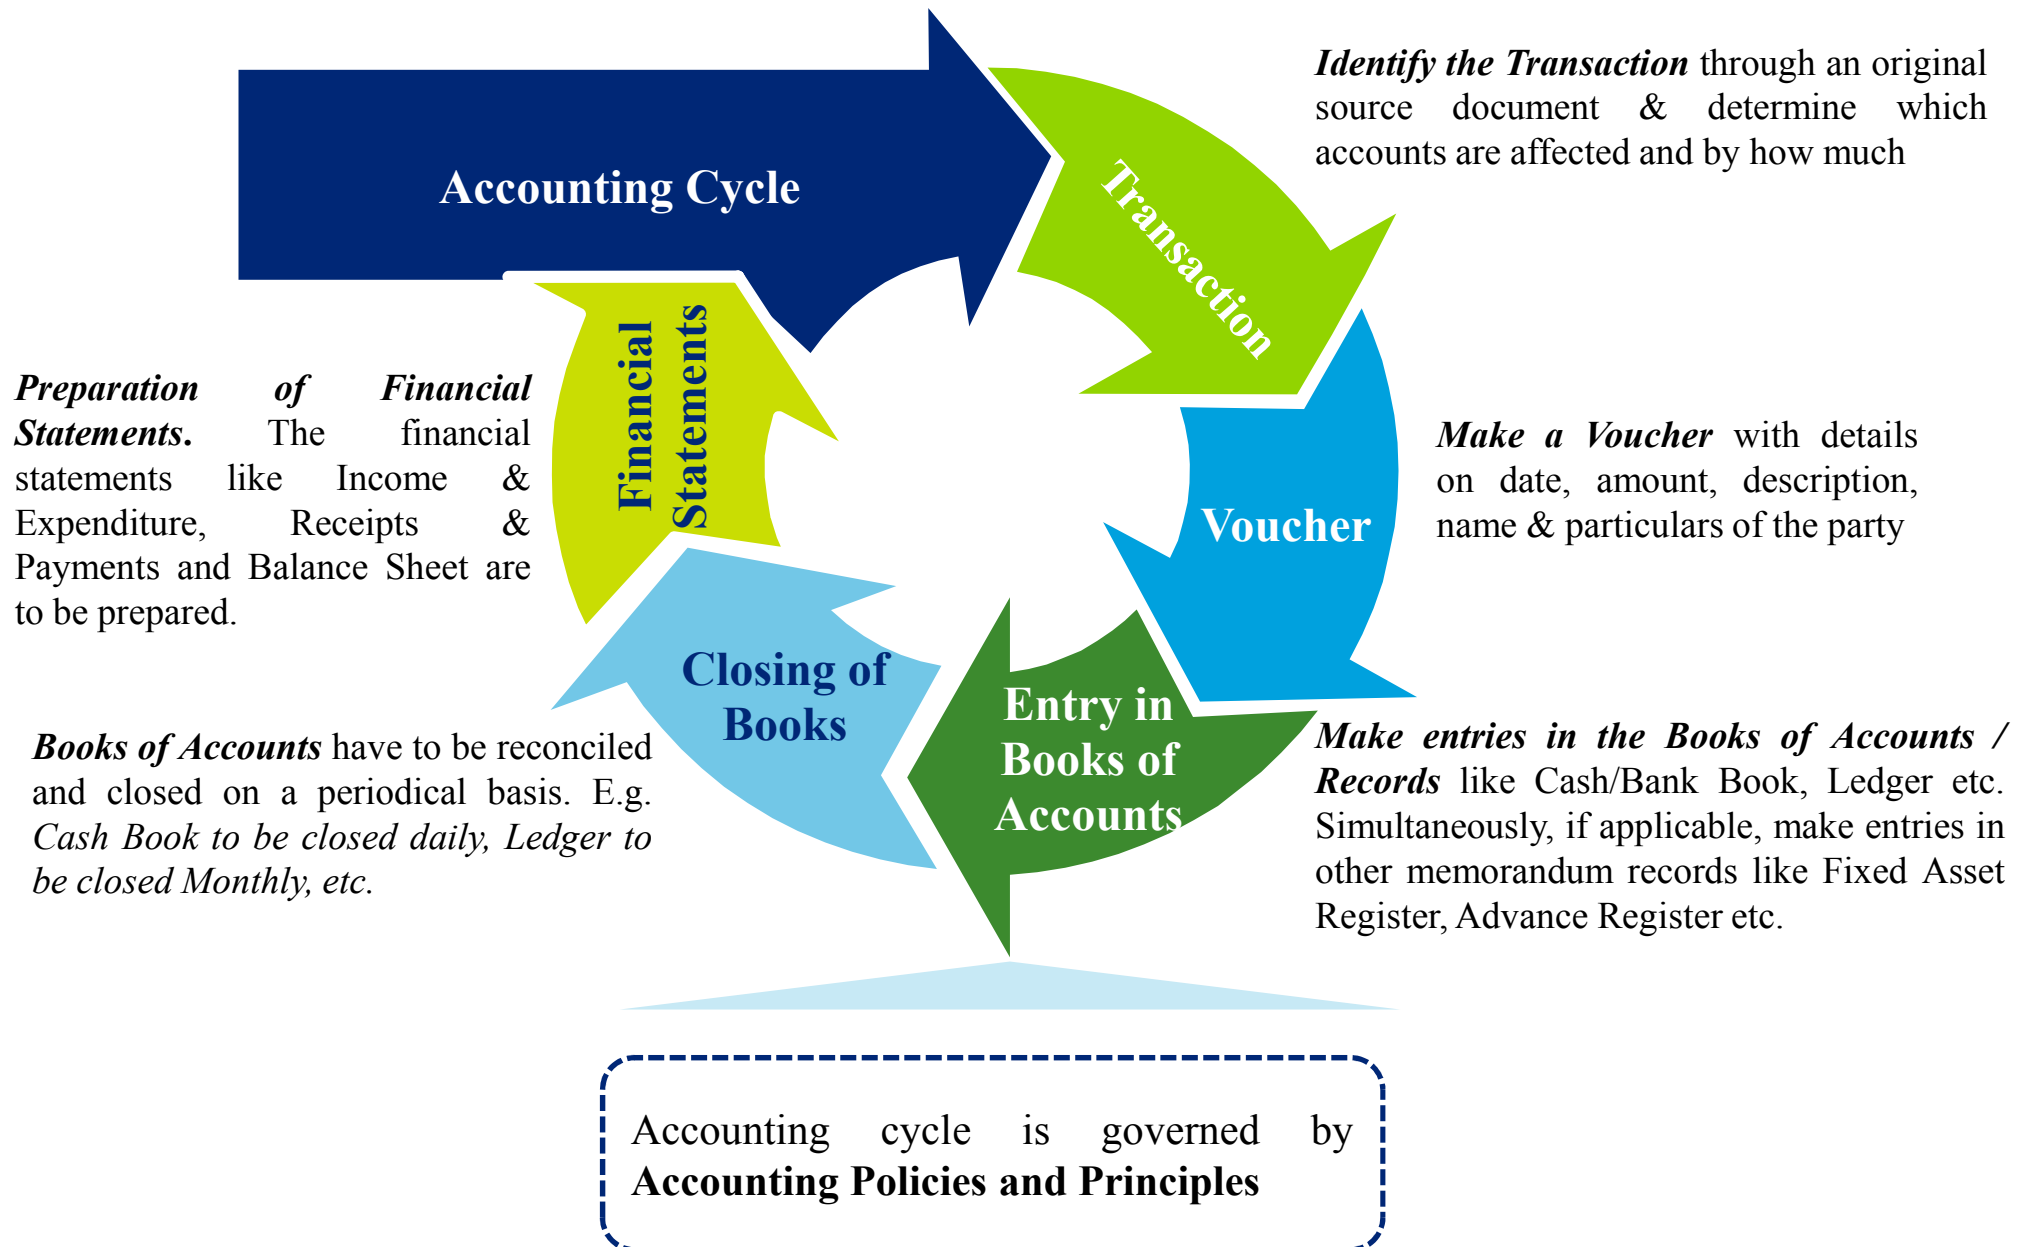 Accounting Cycle
Transaction
Identify the Transaction through an original
source document & determine which
accounts are affected and by how much
Voucher
Make a Voucher with details
on date, amount, description,
name & particulars of the party
Entry in
Books of
Accounts
Make entries in the Books of Accounts /
Records like Cash/Bank Book, Ledger etc.
Simultaneously, if applicable, make entries in
other memorandum records like Fixed Asset
Register, Advance Register etc.
Closing of
Books
Books of Accounts have to be reconciled
and closed on a periodical basis. E.g.
Cash Book to be closed daily, Ledger to
be closed Monthly, etc.
Financial
Statements
Preparation of Financial
Statements. The financial
statements like Income &
Expenditure, Receipts &
Payments and Balance Sheet are
to be prepared.
Accounting cycle is governed by
Accounting Policies and Principles